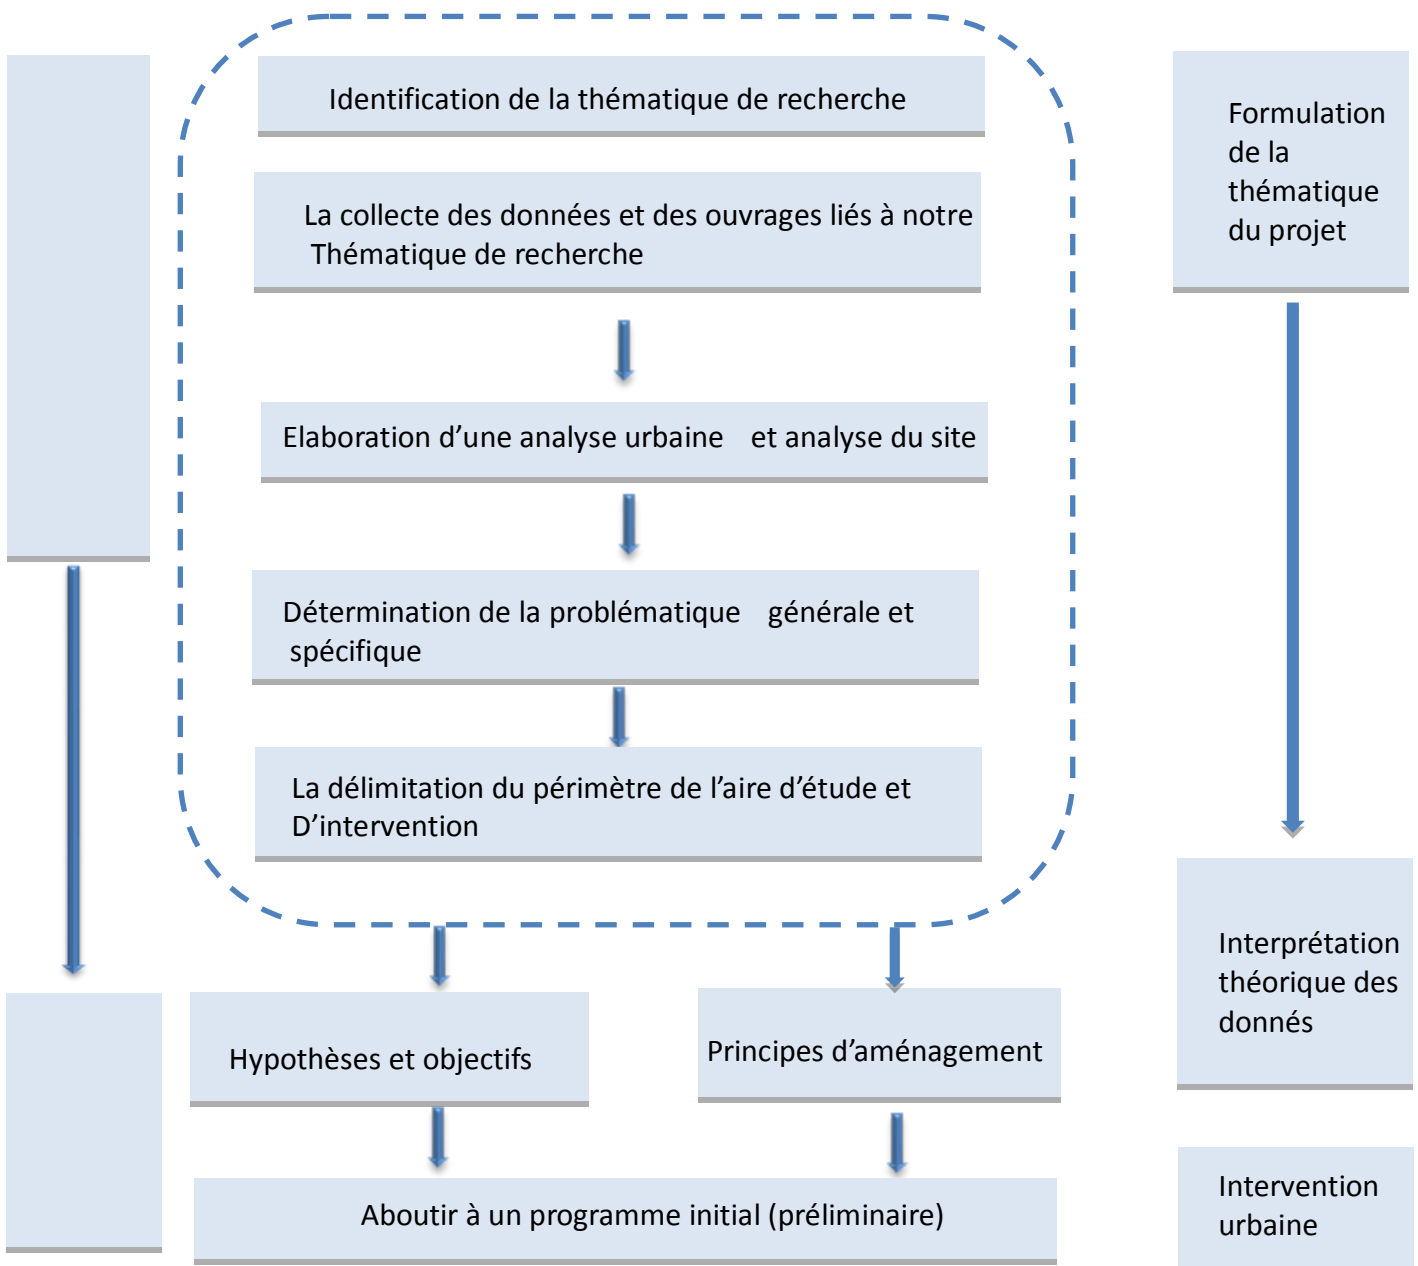 Identification de la thématique de recherche
La collecte des données et des ouvrages liés à notre
Thématique de recherche
Elaboration d’une analyse urbaine et analyse du site
Détermination de la problématique générale et
spécifique
La délimitation du périmètre de l’aire d’étude et
D’intervention
Hypothèses et objectifs
Principes d’aménagement
Aboutir à un programme initial (préliminaire)
Formulation
de la
thématique
du projet
Interprétation
théorique des
donnés
Intervention
urbaine